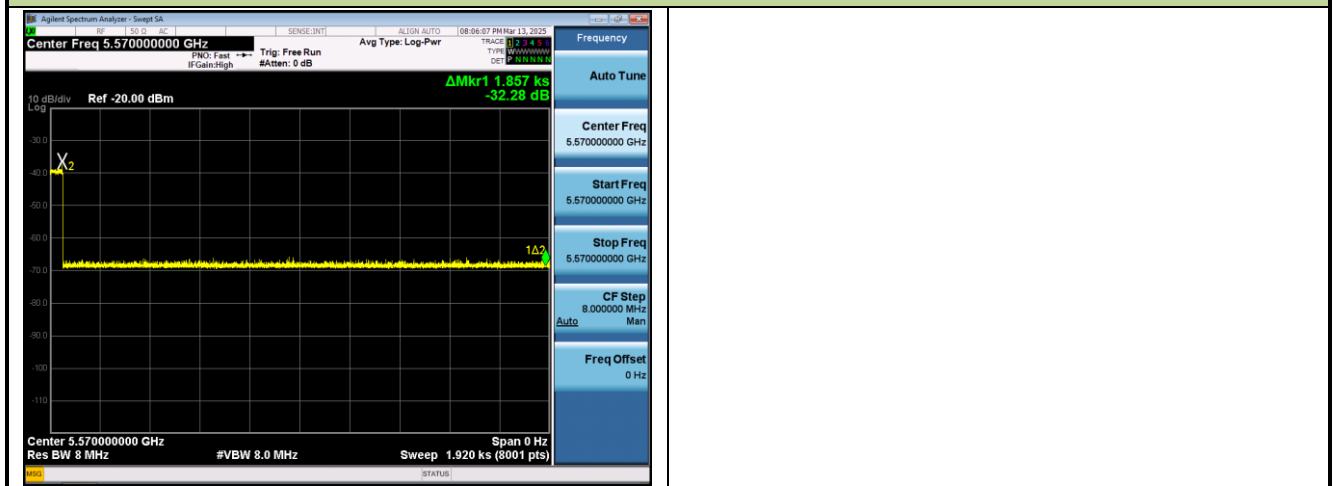 Agilent Spectrum Analyzer - Swept SA
RF 50 Ω AC SENSE:INT ALIGN AUTO 08:06:07 PM Mar 13, 2025
Center Freq 5.570000000 GHz
PNO: Fast
IFGain:High
Trig: Free Run
#Atten: 0 dB
Avg Type: Log-Pwr
TRACE 1 2 3 4 5 6
TYPE WWWWWW
DET P N N N N N
ΔMkr1 1.857 ks
-32.28 dB
10 dB/div Ref -20.00 dBm
Log
-30.0
X2
-40.0
-50.0
-60.0
1Δ2
-70.0
-80.0
-90.0
-100
-110
Center 5.570000000 GHz Span 0 Hz
Res BW 8 MHz #VBW 8.0 MHz Sweep 1.920 ks (8001 pts)
MSG STATUS
Frequency
Auto Tune
Center Freq
5.570000000 GHz
Start Freq
5.570000000 GHz
Stop Freq
5.570000000 GHz
CF Step
8.000000 MHz
Auto Man
Freq Offset
0 Hz